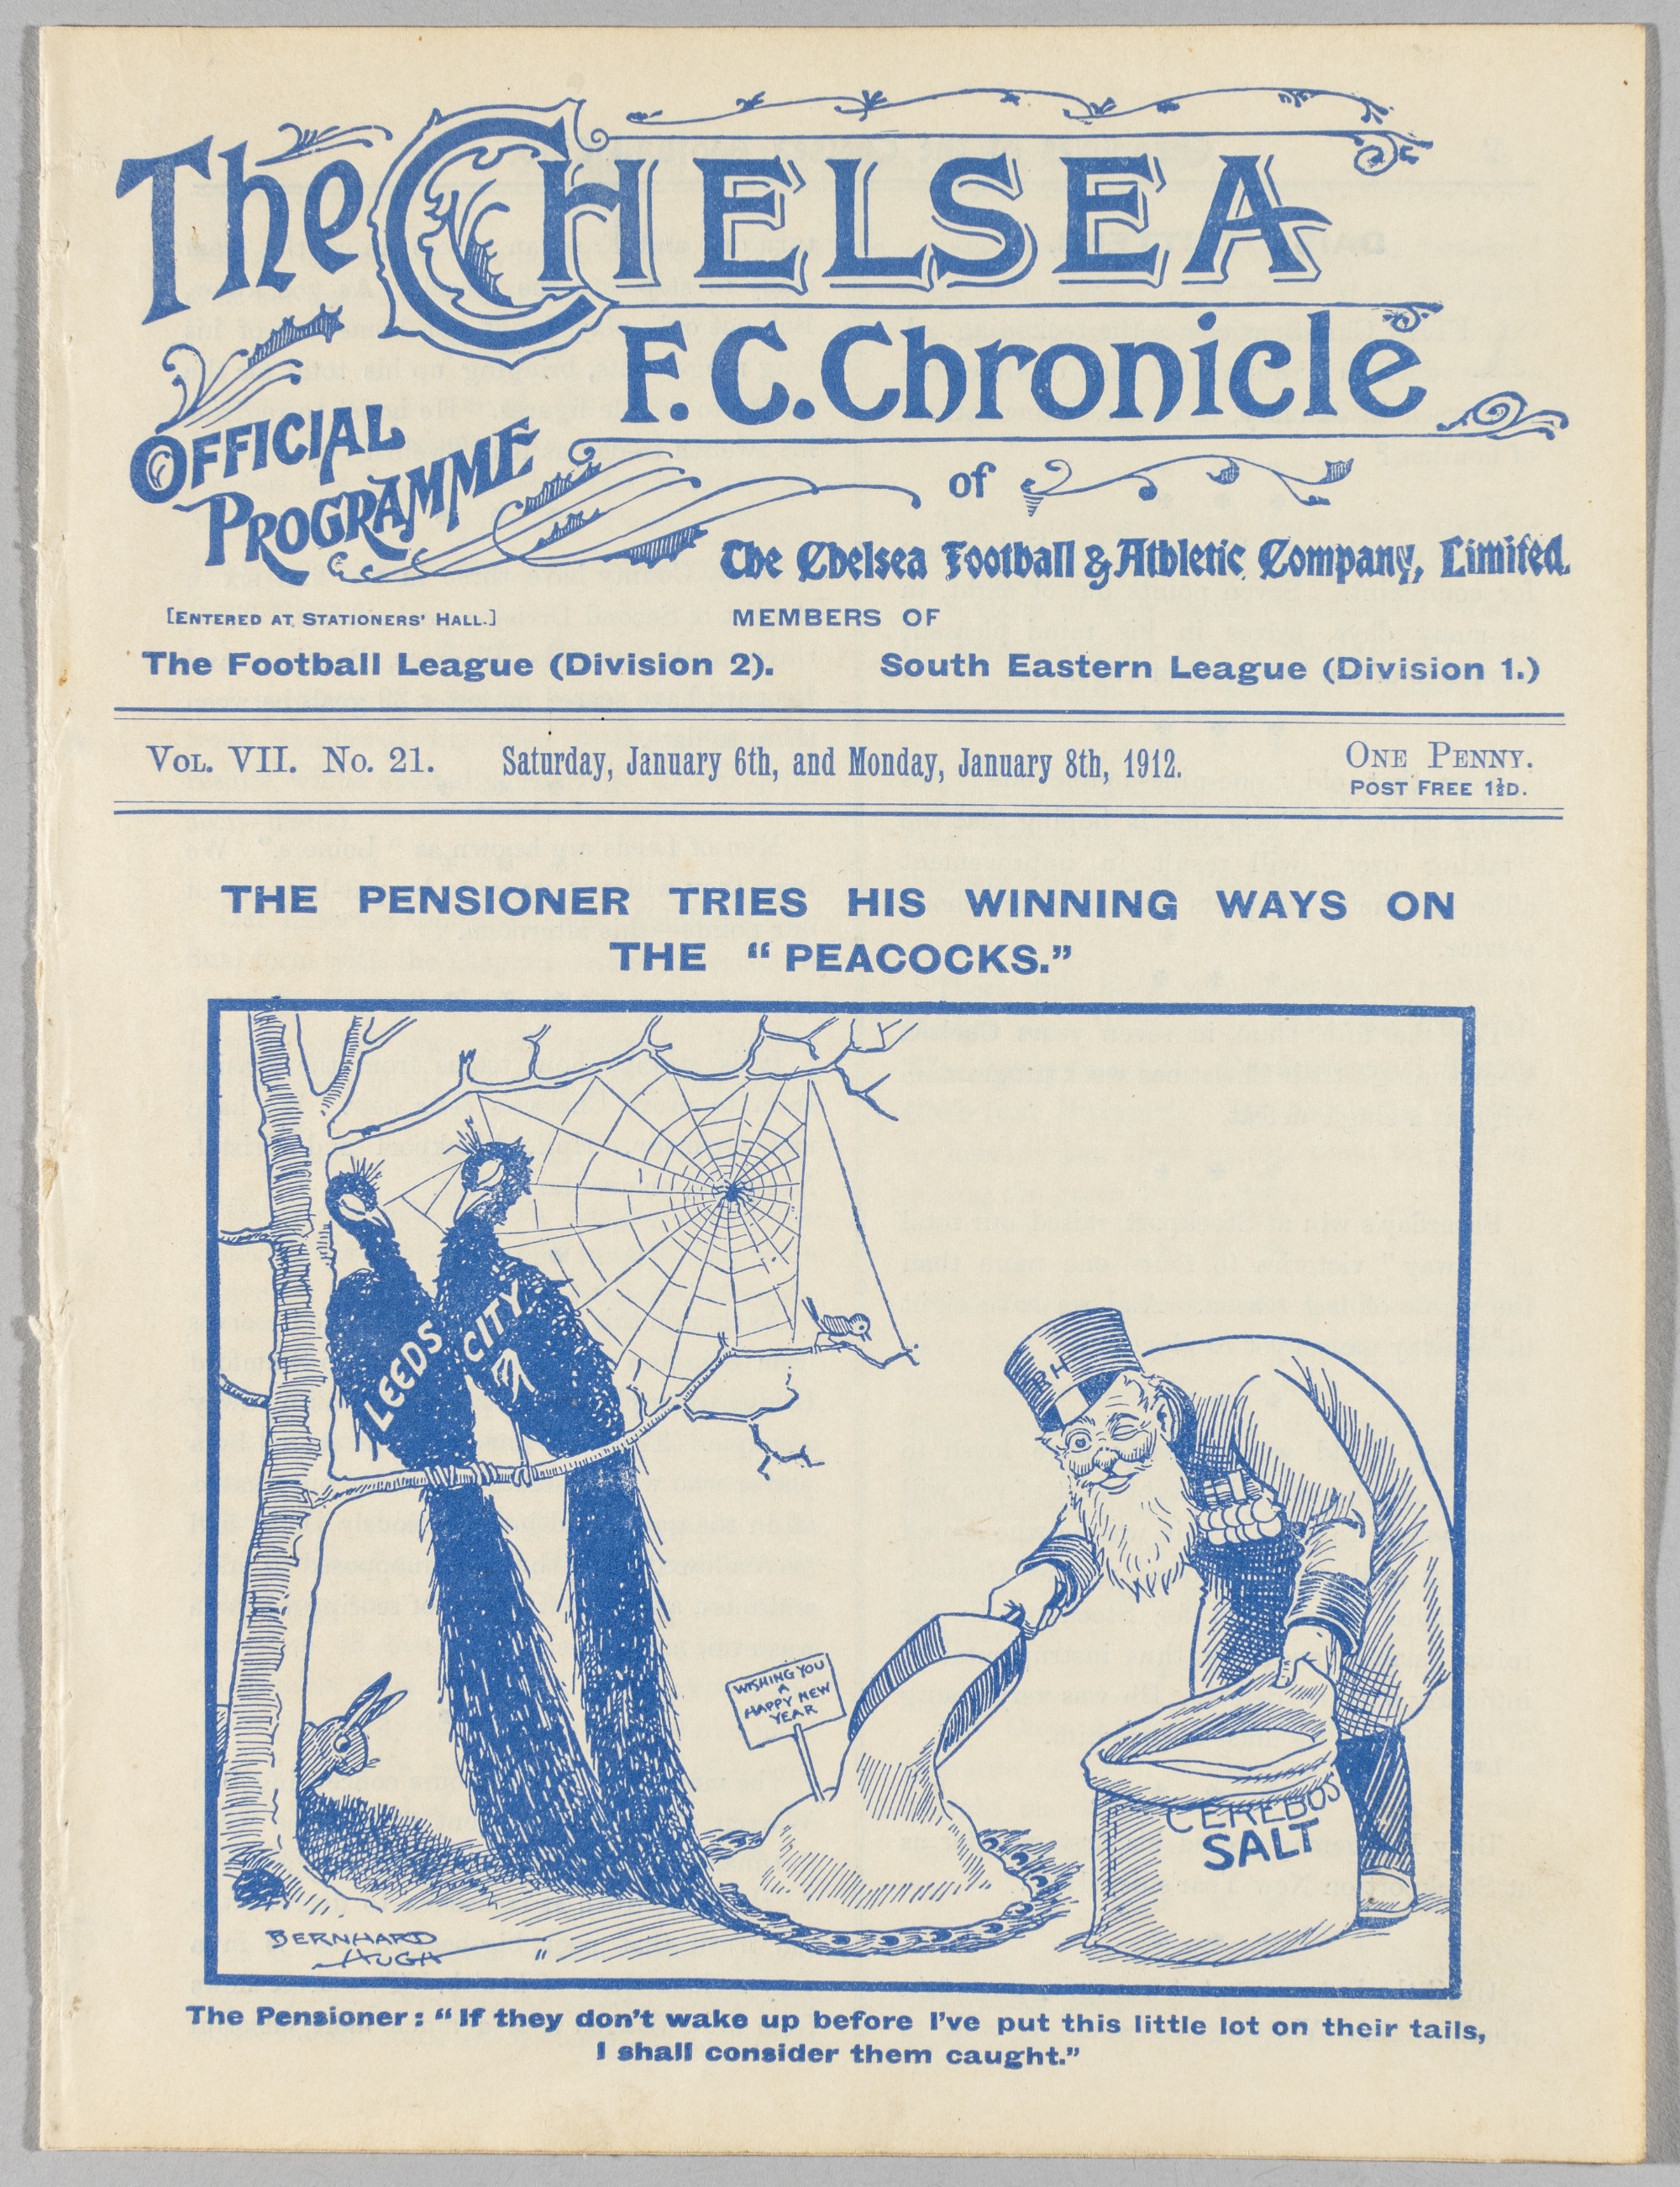 The CHELSEA
F.C. Chronicle
OFFICIAL
PROGRAMME
of
The Chelsea Football & Athletic Company, Limited.
[ENTERED AT STATIONERS' HALL.]
MEMBERS OF
The Football League (Division 2). South Eastern League (Division 1.)
VOL. VII. No. 21. Saturday, January 6th, and Monday, January 8th, 1912. ONE PENNY.
POST FREE 1½D.
THE PENSIONER TRIES HIS WINNING WAYS ON
THE "PEACOCKS."
LEEDS
CITY
WISHING YOU
A
HAPPY NEW
YEAR
CEREBOS
SALT
BERNHARD
HUGH
The Pensioner: "If they don't wake up before I've put this little lot on their tails,
I shall consider them caught."